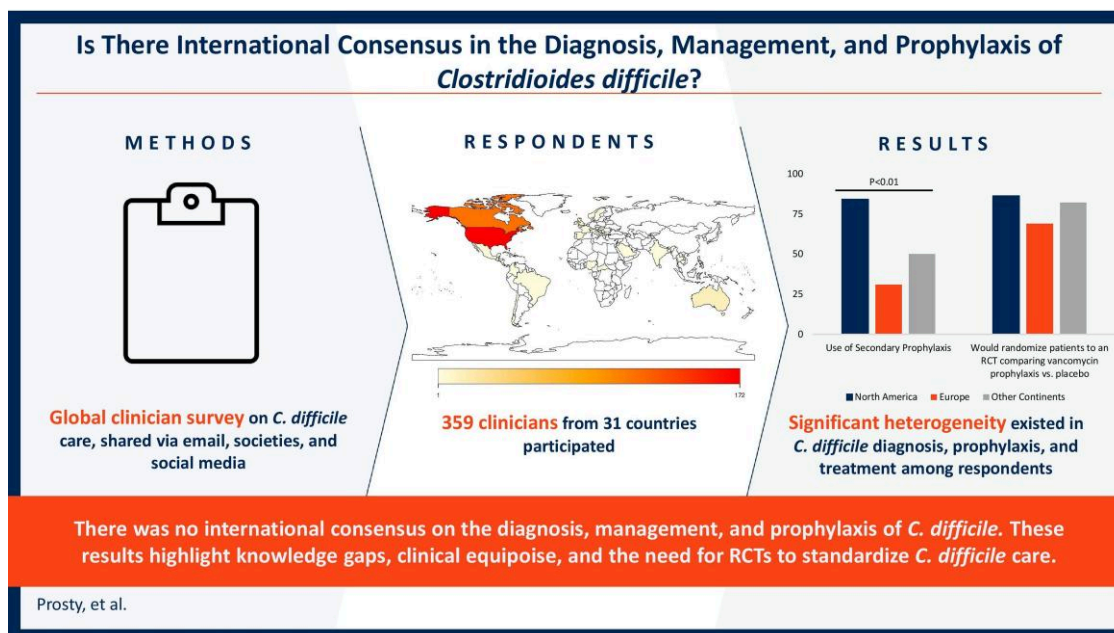 Is There International Consensus in the Diagnosis, Management, and Prophylaxis of
Clostridioides difficile?
METHODS
Global clinician survey on C. difficile
care, shared via email, societies, and
social media
RESPONDENTS
1
172
359 clinicians from 31 countries
participated
RESULTS
100
P<0.01
75
50
25
0
Use of Secondary Prophylaxis
Would randomize patients to an
RCT comparing vancomycin
prophylaxis vs. placebo
North America Europe Other Continents
Significant heterogeneity existed in
C. difficile diagnosis, prophylaxis, and
treatment among respondents
There was no international consensus on the diagnosis, management, and prophylaxis of C. difficile. These
results highlight knowledge gaps, clinical equipoise, and the need for RCTs to standardize C. difficile care.
Prosty, et al.